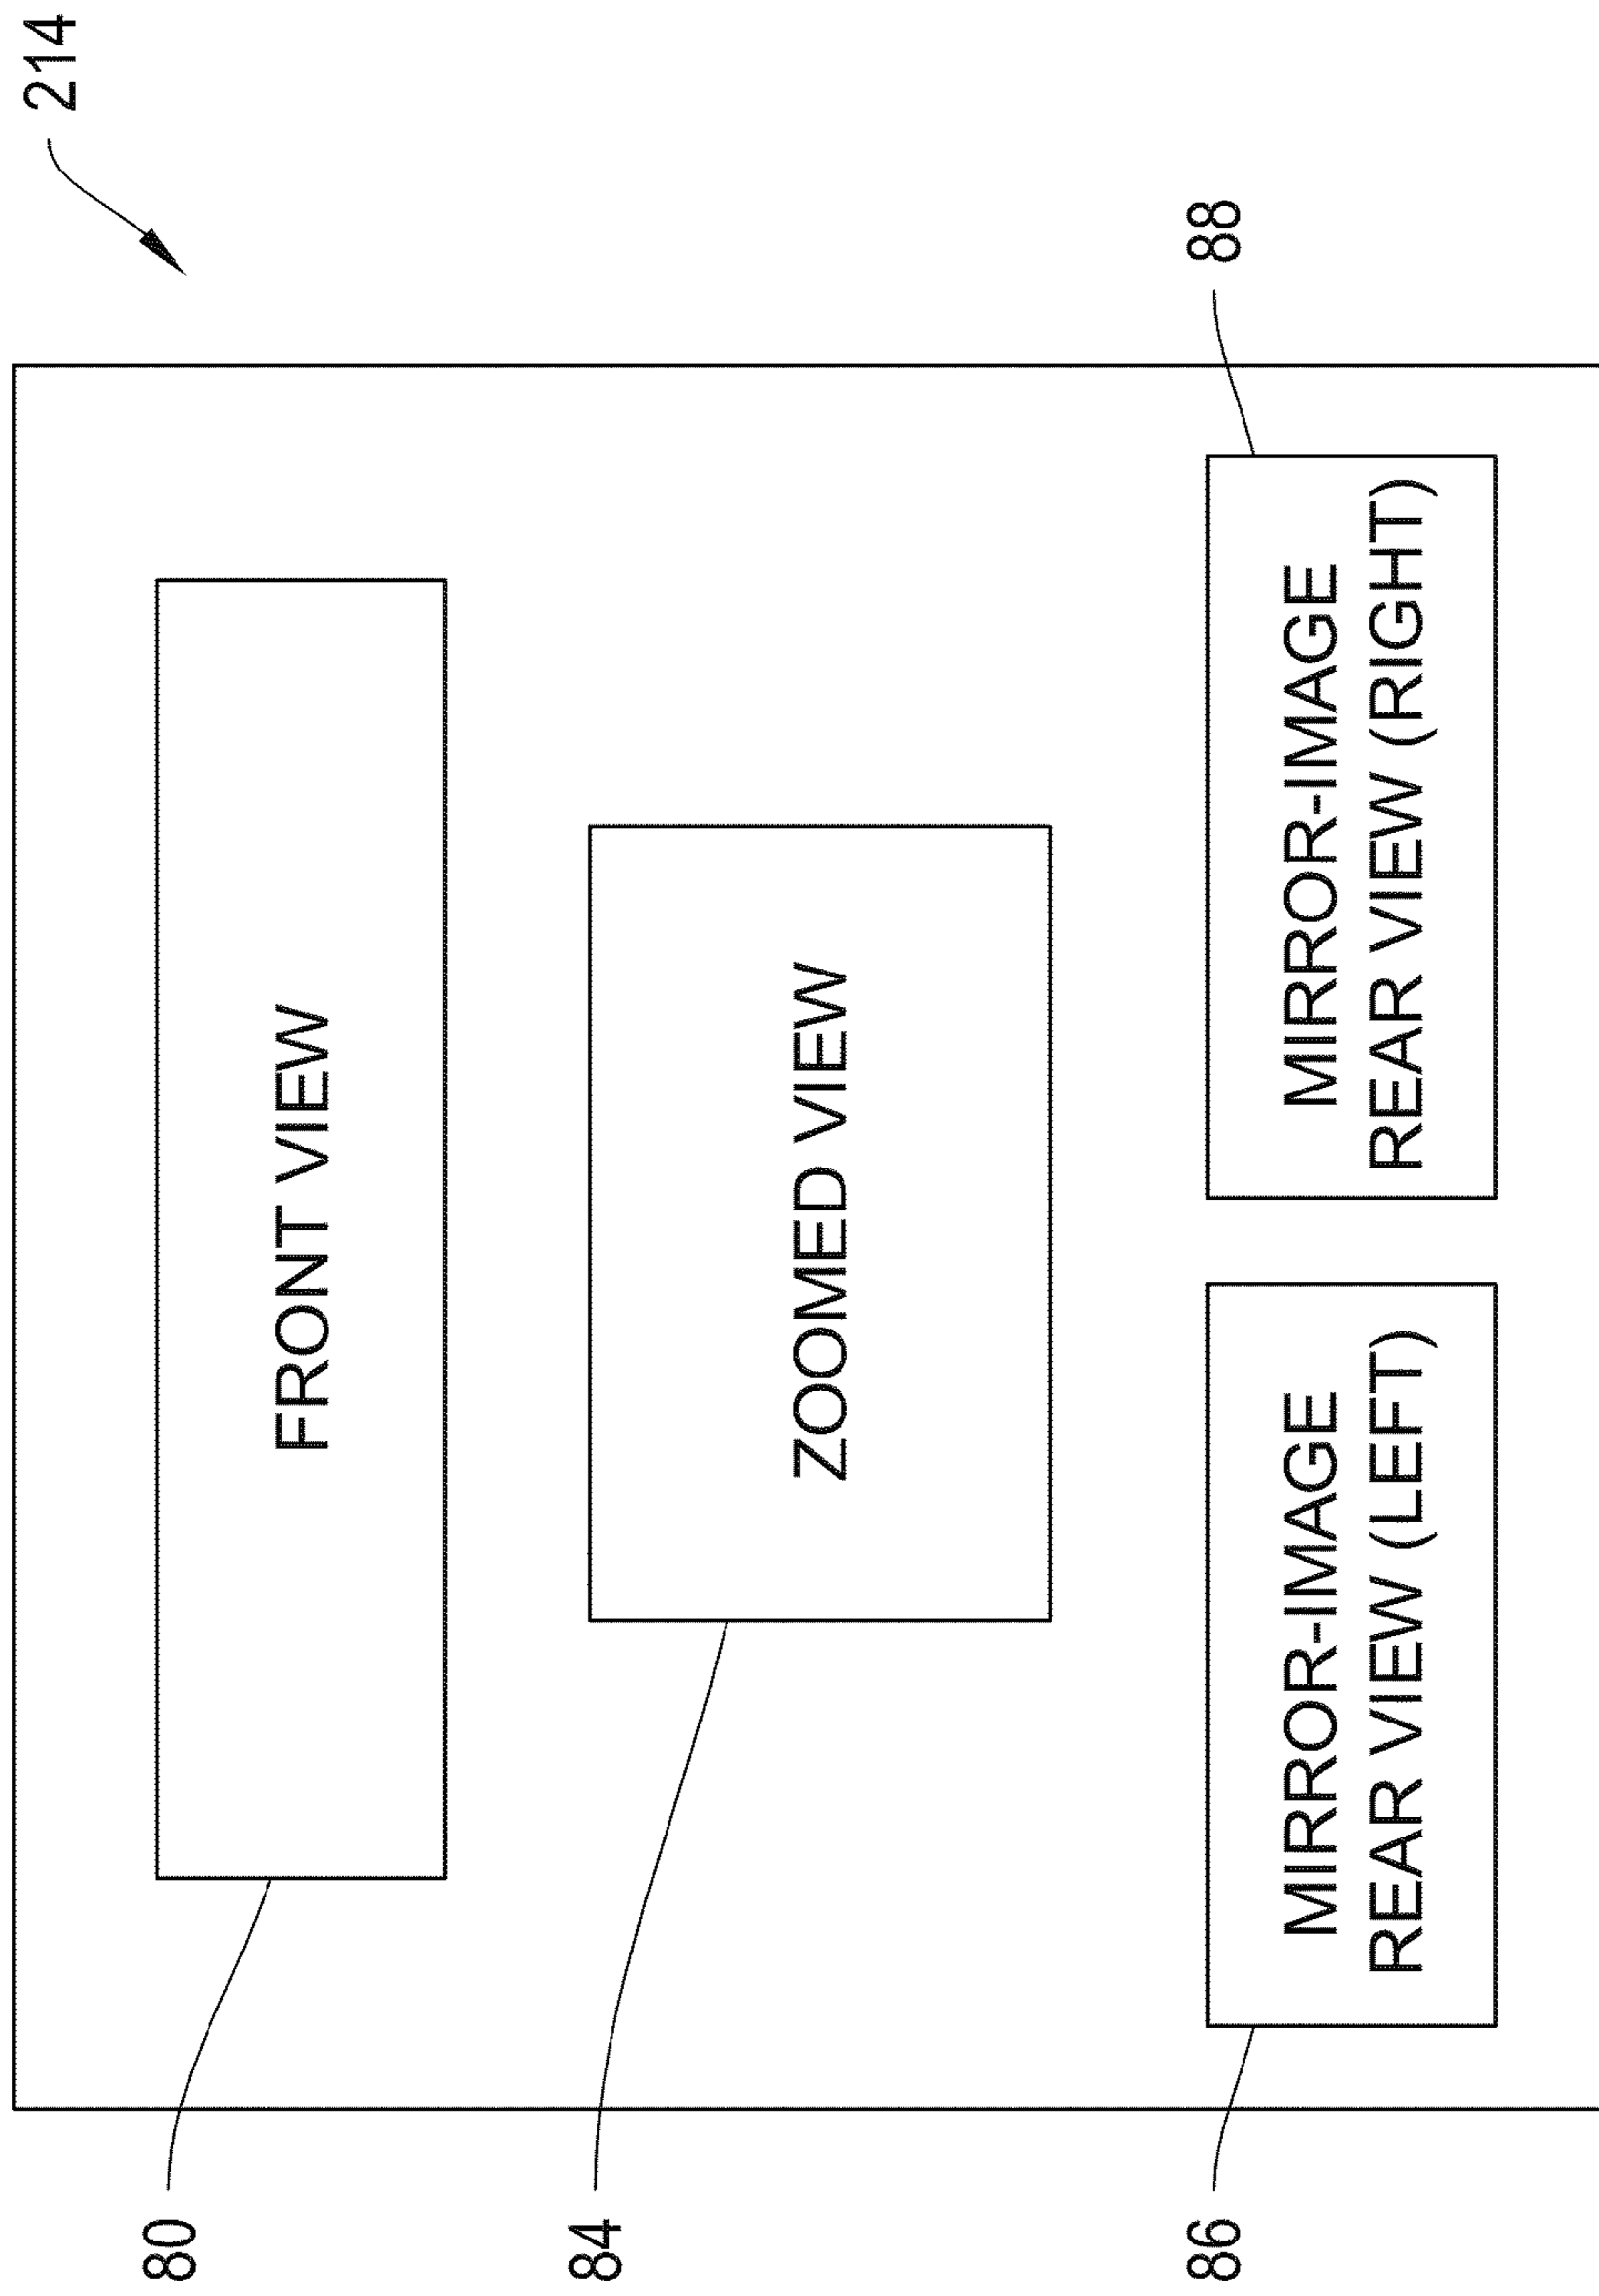 214
80
FRONT VIEW
84
ZOOMED VIEW
88
86
MIRROR-IMAGE
REAR VIEW (LEFT)
MIRROR-IMAGE
REAR VIEW (RIGHT)